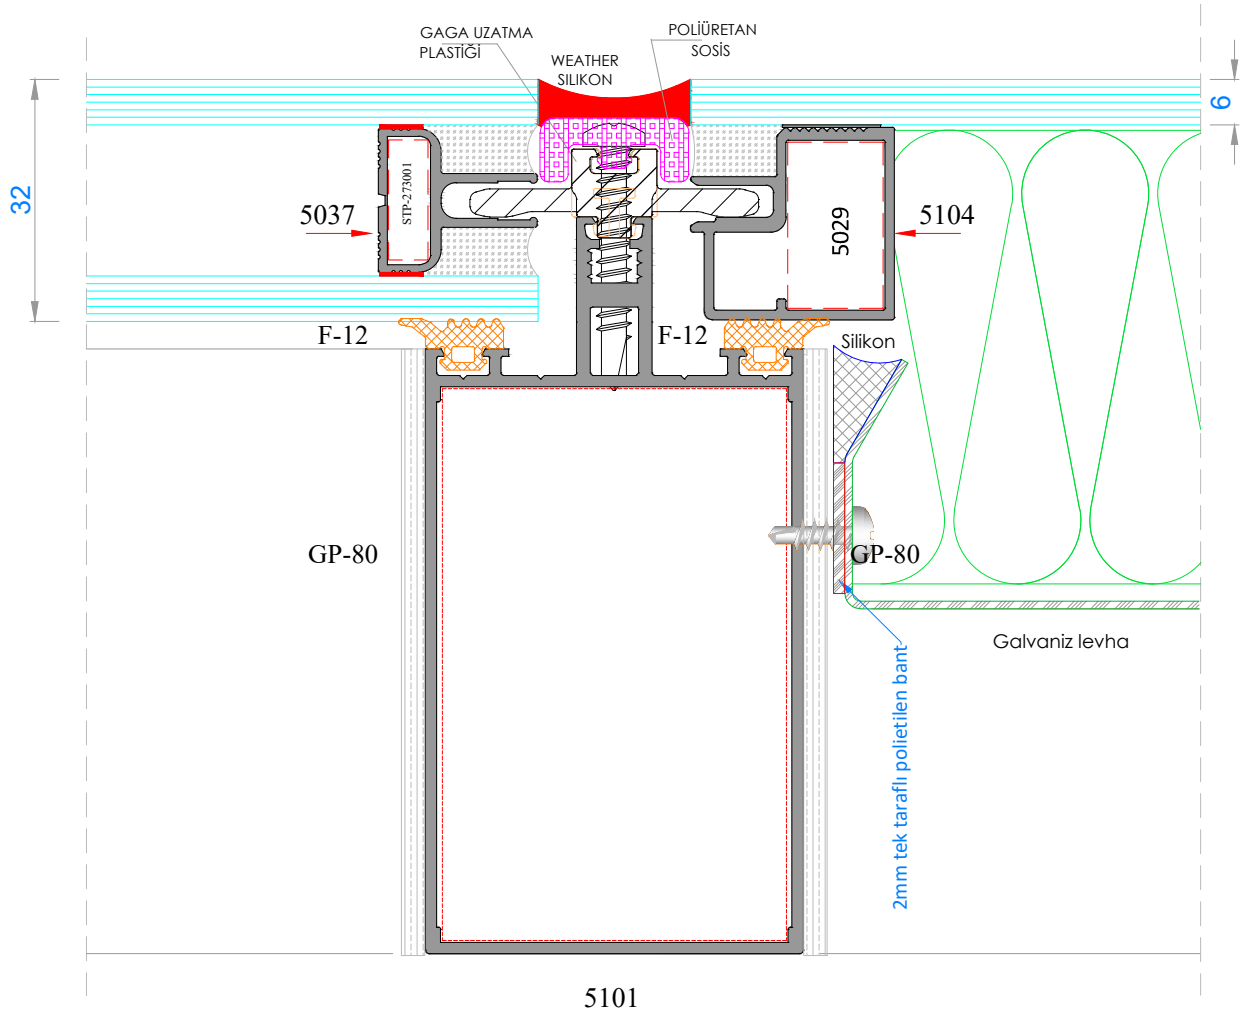 GAGA UZATMA
PLASTİĞİ
WEATHER
SILIKON
POLİÜRETAN
SOSİS
6
32
STP-273001
5037
5029
5104
F-12
F-12
Silikon
GP-80
GP-80
Galvaniz levha
2mm tek taraflı polietilen bant
5101